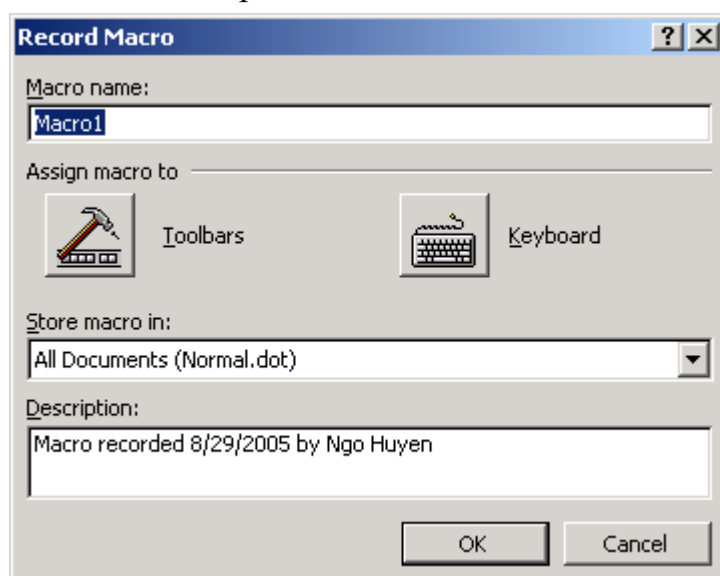 Record Macro
Macro name:
Macro1
Assign macro to
Toolbars Keyboard
Store macro in:
All Documents (Normal.dot)
Description:
Macro recorded 8/29/2005 by Ngo Huyen
OK Cancel